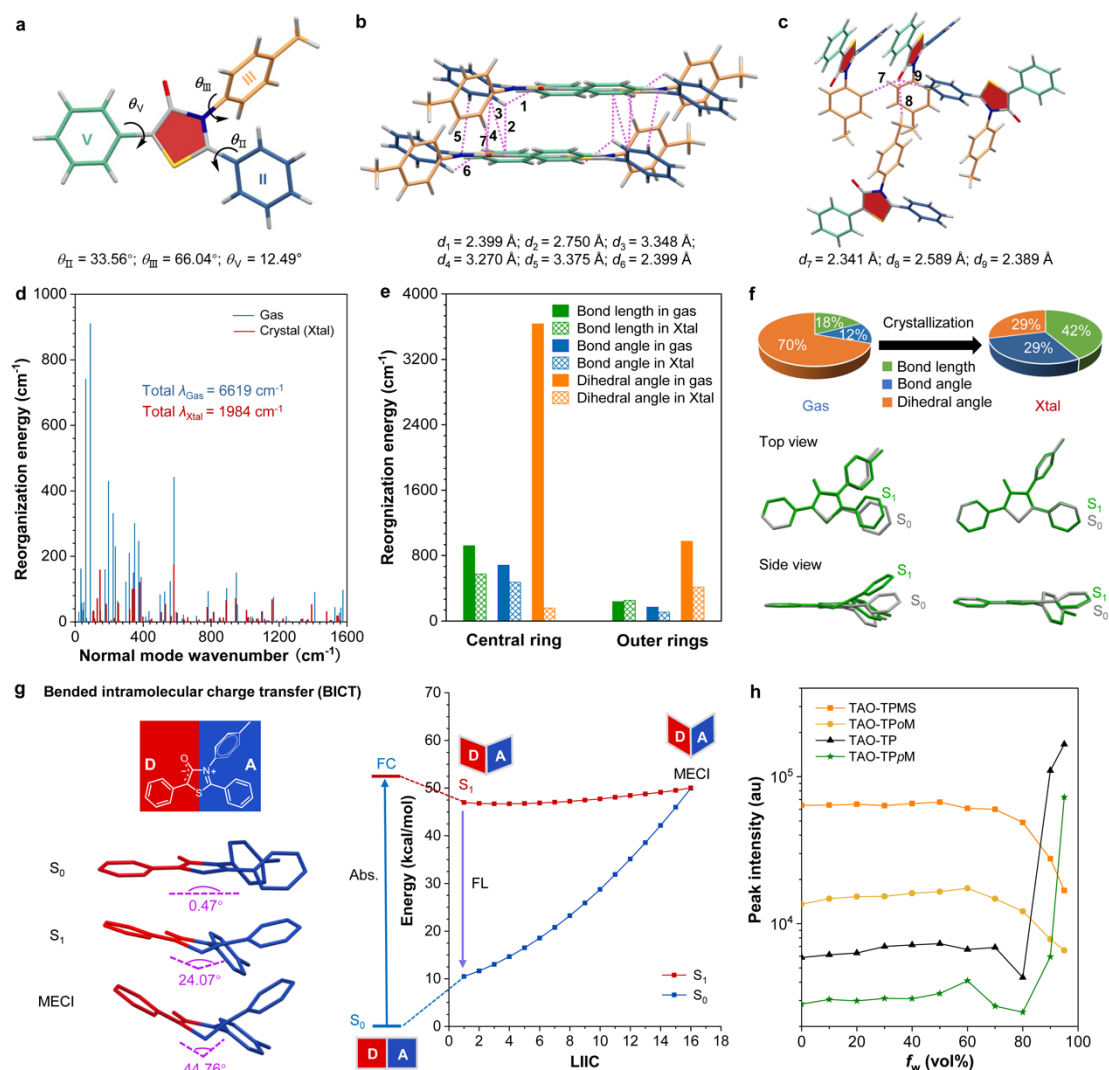 a
θIII
III
θV
V
θII
II
θII = 33.56°; θIII = 66.04°; θV = 12.49°
b
1
3
2
5
7
4
6
d1 = 2.399 Å; d2 = 2.750 Å; d3 = 3.348 Å;
d4 = 3.270 Å; d5 = 3.375 Å; d6 = 2.399 Å
c
7
9
8
d7 = 2.341 Å; d8 = 2.589 Å; d9 = 2.389 Å
d
Reorganization energy (cm-1)
1000
800
600
400
200
0
Gas
Crystal (Xtal)
Total λGas = 6619 cm-1
Total λXtal = 1984 cm-1
0
400
800
1200
1600
Normal mode wavenumber (cm-1)
e
Reorgnization energy (cm-1)
4000
3200
2400
1600
800
0
Bond length in gas
Bond length in Xtal
Bond angle in gas
Bond angle in Xtal
Dihedral angle in gas
Dihedral angle in Xtal
Central ring
Outer rings
f
18%
12%
70%
Crystallization
29%
42%
29%
Bond length
Bond angle
Dihedral angle
Gas
Xtal
Top view
S1
S0
S1
S0
Side view
S1
S0
S1
S0
g Bended intramolecular charge transfer (BICT)
D
A
O
N
S
S0
0.47°
S1
24.07°
MECI
44.76°
FC
Abs.
S0
D A
Energy (kcal/mol)
70
60
50
40
30
20
10
0
D A
S1
FL
D A
MECI
S1
S0
0 2 4 6 8 10 12 14 16 18
LIIC
h
Peak intensity (au)
10^5
10^4
TAO-TPMS
TAO-TPoM
TAO-TP
TAO-TPpM
0 20 40 60 80 100
fw (vol%)